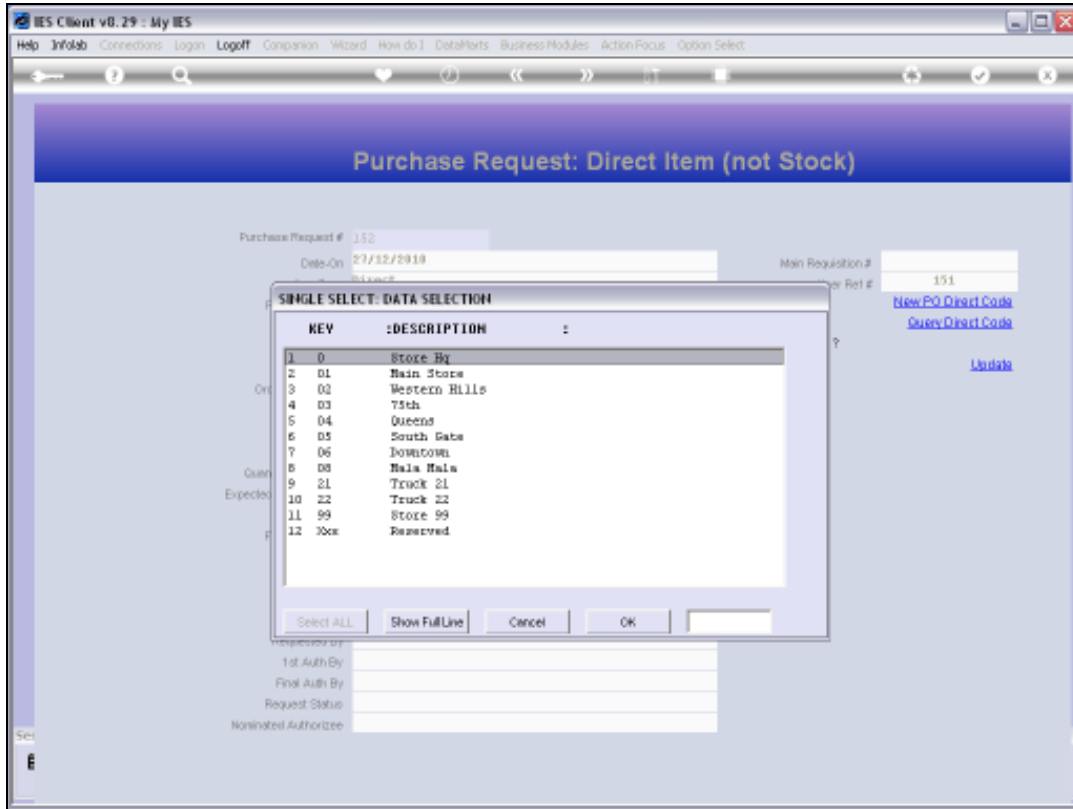 IES Client v8.29 : My IES
Help Infolab Connections Logon Logoff Companion Wizard How do I DataMarts Business Modules Action Focus Option Select
Purchase Request: Direct Item (not Stock)
Purchase Request # 152
Date-On 27/12/2010 Main Requisition #
Direct Ref # 151
New PO Direct Code
Query Direct Code
?
Update
SINGLE SELECT: DATA SELECTION
KEY :DESCRIPTION :
1 0 Store Hq
2 01 Main Store
3 02 Western Hills
4 03 75th
5 04 Queens
6 05 South Gate
7 06 Downtown
8 08 Mala Mala
9 21 Truck 21
10 22 Truck 22
11 99 Store 99
12 Xxx Reserved
Expected
Select ALL Show Full Line Cancel OK
Requested By
1st Auth By
Final Auth By
Request Status
Nominated Authorizee